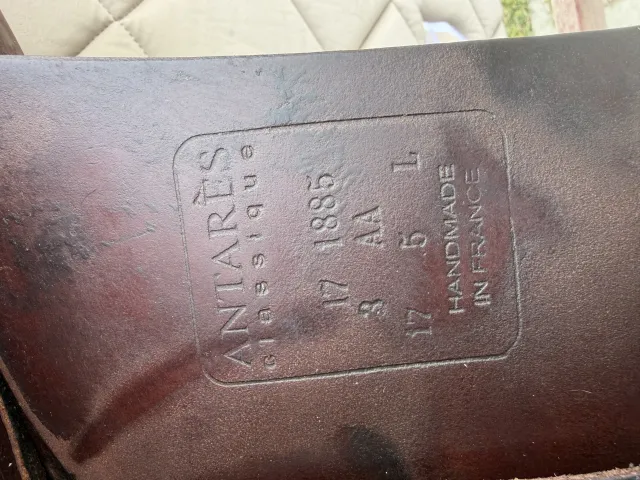 ANTARÈS
classique
17 1885
3 AA
17 5 L
HANDMADE
IN FRANCE